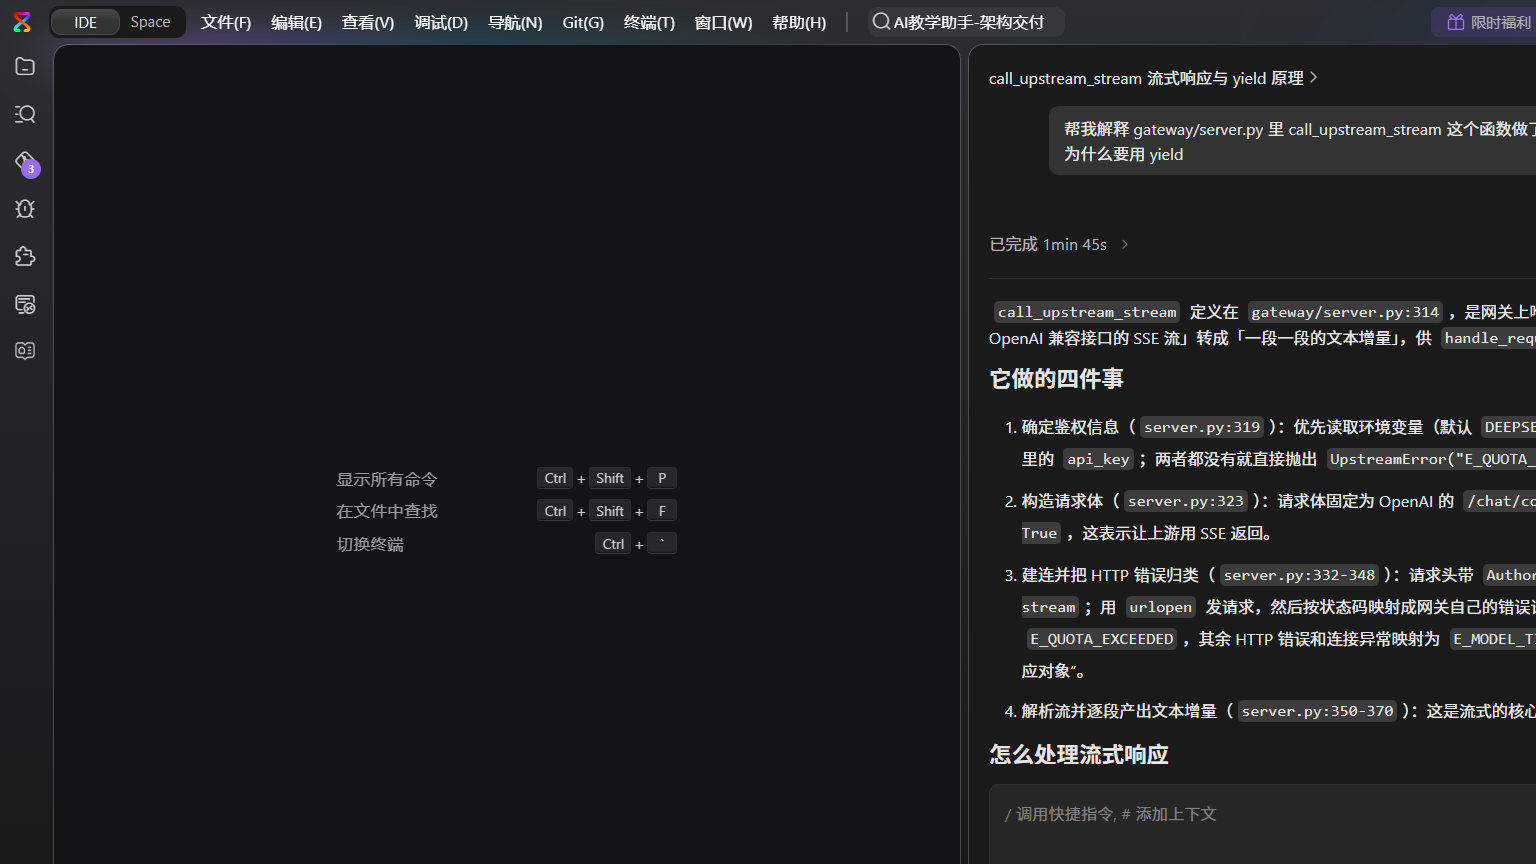 IDE Space 文件(F) 编辑(E) 查看(V) 调试(D) 导航(N) Git(G) 终端(T) 窗口(W) 帮助(H) AI教学助手-架构交付 限时福利
3
显示所有命令 Ctrl + Shift + P
在文件中查找 Ctrl + Shift + F
切换终端 Ctrl + `
call_upstream_stream 流式响应与 yield 原理
帮我解释 gateway/server.py 里 call_upstream_stream 这个函数做了
为什么要用 yield
已完成 1min 45s
call_upstream_stream 定义在 gateway/server.py:314 ，是网关上
OpenAI 兼容接口的 SSE 流」转成「一段一段的文本增量」，供 handle_requ
它做的四件事
1. 确定鉴权信息（ server.py:319 ）：优先读取环境变量（默认 DEEPSE
里的 api_key ；两者都没有就直接抛出 UpstreamError("E_QUOTA_
2. 构造请求体（ server.py:323 ）：请求体固定为 OpenAI 的 /chat/co
True ，这表示让上游用 SSE 返回。
3. 建连并把 HTTP 错误归类（ server.py:332-348 ）：请求头带 Author
stream ；用 urlopen 发请求，然后按状态码映射成网关自己的错误
E_QUOTA_EXCEEDED ，其余 HTTP 错误和连接异常映射为 E_MODEL_TI
应对象”。
4. 解析流并逐段产出文本增量（ server.py:350-370 ）：这是流式的核心
怎么处理流式响应
/ 调用快捷指令, # 添加上下文